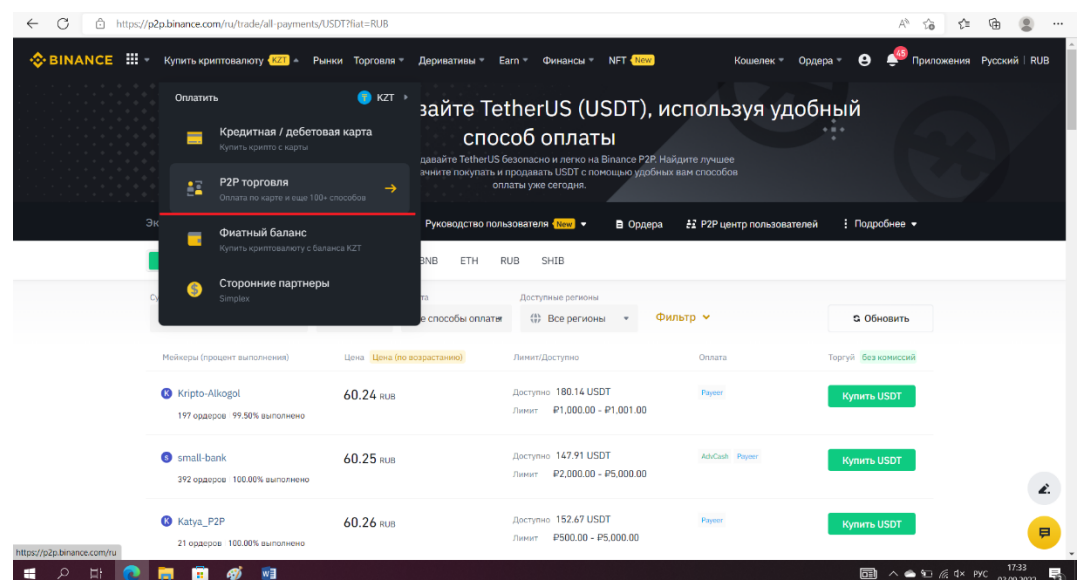 https://p2p.binance.com/ru/trade/all-payments/USDT?fiat=RUB
BINANCE Купить криптовалюту KZT Рынки Торговля Деривативы Earn Финансы NFT New Кошелек Ордера 45 Приложения Русский | RUB
Оплатить KZT
Кредитная / дебетовая карта
Купить крипто с карты
P2P торговля
Оплата по карте и еще 100+ способов
Фиатный баланс
Купить криптовалюту с баланса KZT
Сторонние партнеры
Simplex
вайте TetherUS (USDT), используя удобный
способ оплаты
давайте TetherUS безопасно и легко на Binance P2P. Найдите лучшее
ачните покупать и продавать USDT с помощью удобных вам способов
оплаты уже сегодня.
Эк Руководство пользователя New Ордера P2P центр пользователей Подробнее
BNB ETH RUB SHIB
Су та Доступные регионы
е способы оплаты Все регионы Фильтр Обновить
Мейкеры (процент выполнения) Цена Цена (по возрастанию) Лимит/Доступно Оплата Торгуй без комиссий
K Kripto-Alkogol 60.24 RUB Доступно 180.14 USDT Payeer Купить USDT
197 ордеров 99.50% выполнено Лимит ₽1,000.00 - ₽1,001.00
s small-bank 60.25 RUB Доступно 147.91 USDT AdvCash Payeer Купить USDT
392 ордеров 100.00% выполнено Лимит ₽2,000.00 - ₽5,000.00
K Katya_P2P 60.26 RUB Доступно 152.67 USDT Payeer Купить USDT
21 ордеров 100.00% выполнено Лимит ₽500.00 - ₽5,000.00
https://p2p.binance.com/ru
РУС 17:33